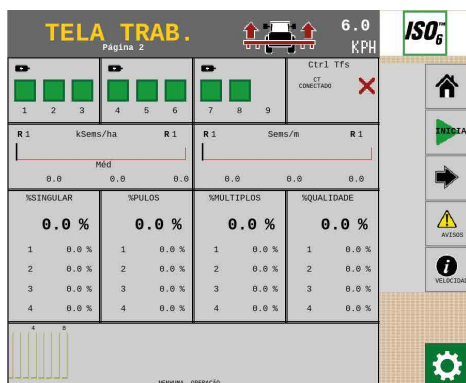 TELA TRAB.
Página 2
6.0
KPH
ISO6
Ctrl Tfs
CT
CONECTADO
1 2 3 4 5 6 7 8 9
R 1 kSems/ha R 1 R 1 Sems/m R 1
Méd
0.0 0.0 0.0 0.0 0.0 0.0
%SINGULAR %PULOS %MULTIPLOS %QUALIDADE
0.0 % 0.0 % 0.0 % 0.0 %
1 0.0 % 1 0.0 % 1 0.0 % 1 0.0 %
2 0.0 % 2 0.0 % 2 0.0 % 2 0.0 %
3 0.0 % 3 0.0 % 3 0.0 % 3 0.0 %
4 0.0 % 4 0.0 % 4 0.0 % 4 0.0 %
4 8
NENHUMA OPERAÇÃO
INICIA
AVISOS
VELOCIDAD